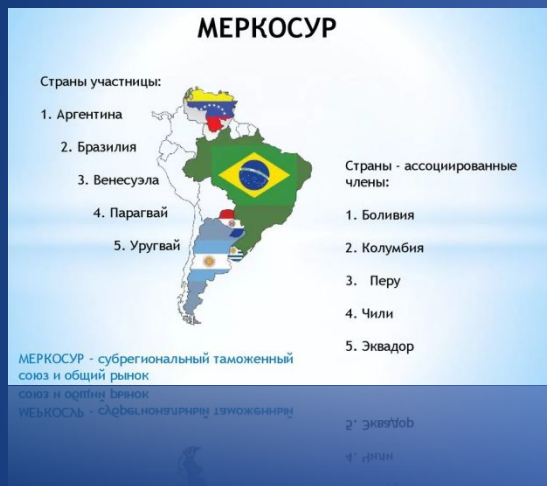 МЕРКОСУР
Страны участницы:
1. Аргентина
2. Бразилия
3. Венесуэла
4. Парагвай
5. Уругвай
Страны - ассоциированные
члены:
1. Боливия
2. Колумбия
3. Перу
4. Чили
5. Эквадор
МЕРКОСУР - субрегиональный таможенный
союз и общий рынок